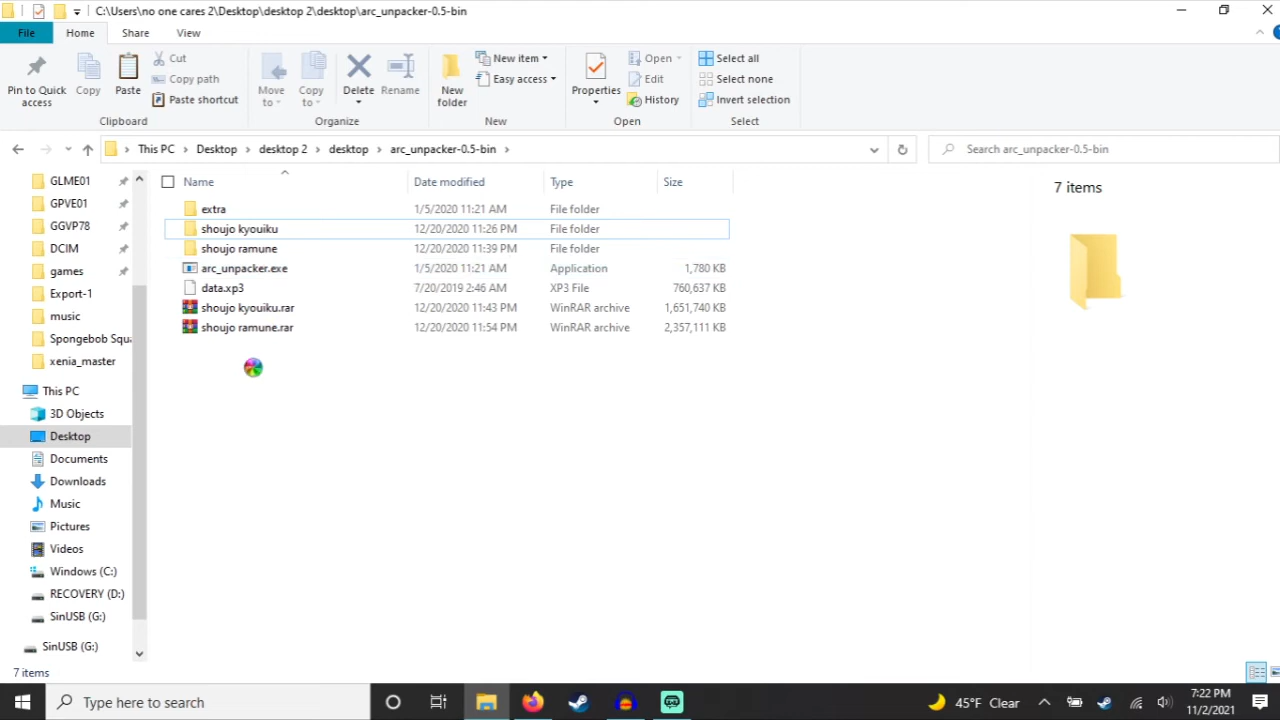 C:\Users\no one cares 2\Desktop\desktop 2\desktop\arc_unpacker-0.5-bin
File Home Share View
Pin to Quick access
Copy
Paste
Cut
Copy path
Paste shortcut
Clipboard
Move to
Copy to
Delete
Rename
Organize
New folder
New item
Easy access
New
Properties
Open
Edit
History
Open
Select all
Select none
Invert selection
Select
This PC > Desktop > desktop 2 > desktop > arc_unpacker-0.5-bin >
Search arc_unpacker-0.5-bin
GLME01
GPVE01
GGVP78
DCIM
games
Export-1
music
Spongebob Squ
xenia_master
This PC
3D Objects
Desktop
Documents
Downloads
Music
Pictures
Videos
Windows (C:)
RECOVERY (D:)
SinUSB (G:)
SinUSB (G:)
Name Date modified Type Size
extra 1/5/2020 11:21 AM File folder
shoujo kyouiku 12/20/2020 11:26 PM File folder
shoujo ramune 12/20/2020 11:39 PM File folder
arc_unpacker.exe 1/5/2020 11:21 AM Application 1,780 KB
data.xp3 7/20/2019 2:46 AM XP3 File 760,637 KB
shoujo kyouiku.rar 12/20/2020 11:43 PM WinRAR archive 1,651,740 KB
shoujo ramune.rar 12/20/2020 11:54 PM WinRAR archive 2,357,111 KB
7 items
7 items
Type here to search
45°F Clear
7:22 PM
11/2/2021